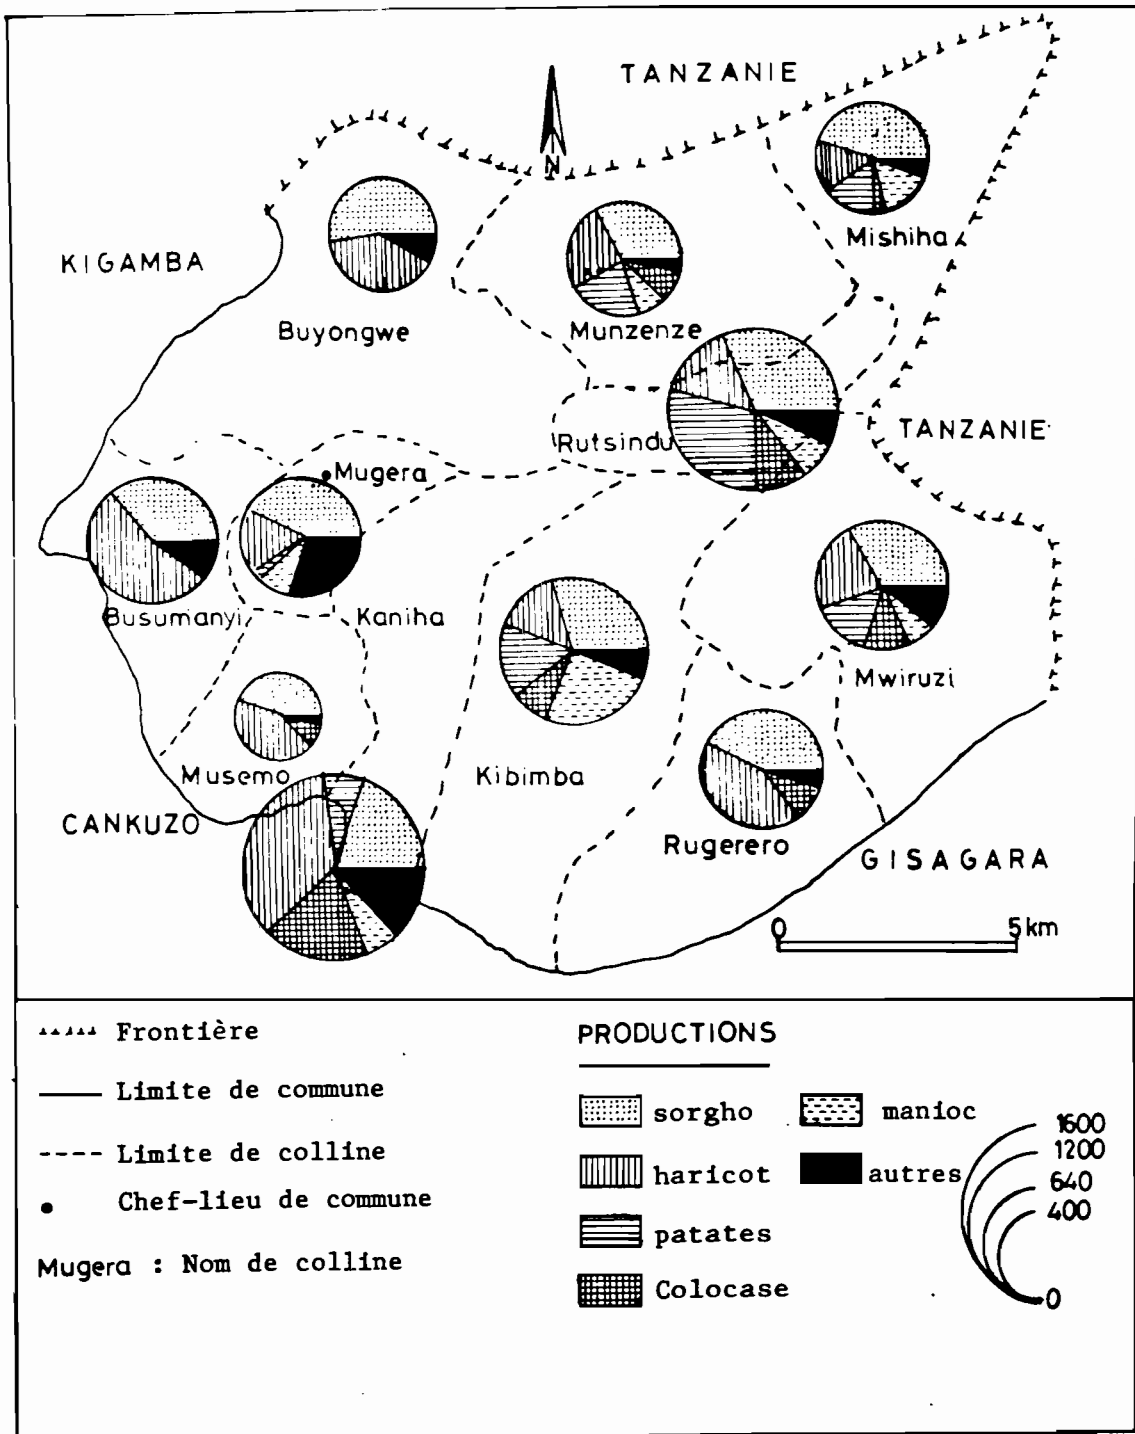 TANZANIE
N
Mishiha
KIGAMBA
Buyongwe
Munzenze
Rutsindu
TANZANIE
Mugera
Busumanyi
Kaniha
Mwiruzi
Musemo
Kibimba
CANKUZO
Rugerero
GISAGARA
0 5 km
Frontière
Limite de commune
Limite de colline
Chef-lieu de commune
Mugera : Nom de colline
PRODUCTIONS
sorgho
haricot
patates
Colocase
manioc
autres
1600
1200
640
400
0